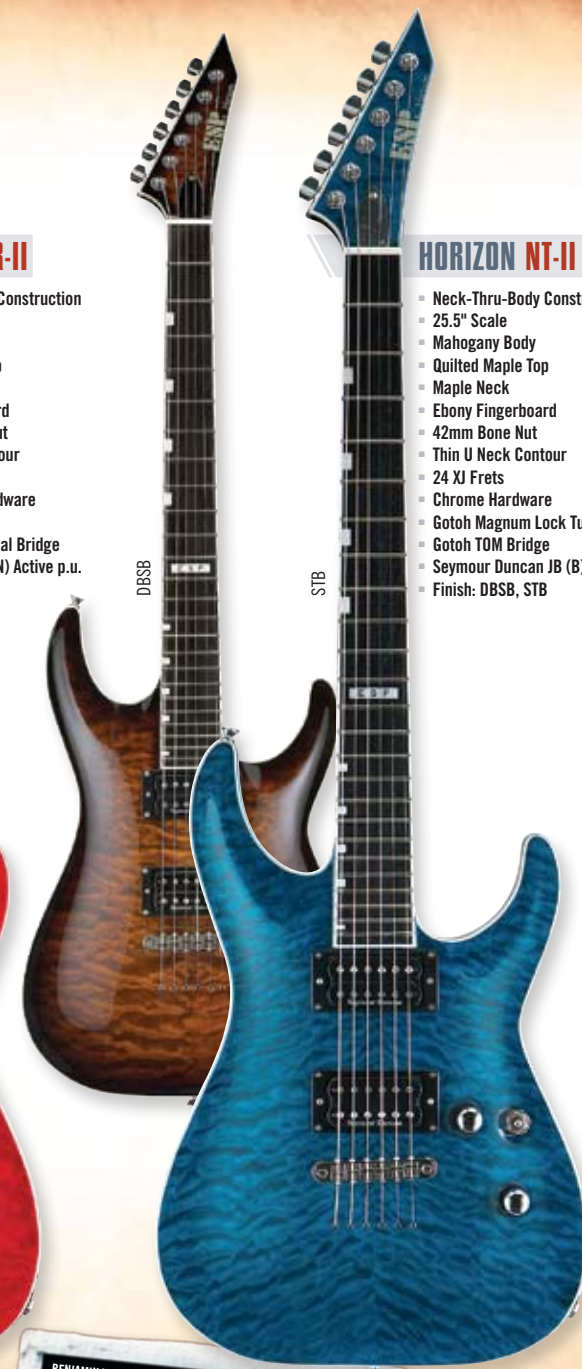 R-II
Construction
ut
our
dware
al Bridge
N) Active p.u.
DBSB
STB
HORIZON NT-II
Neck-Thru-Body Const
25.5" Scale
Mahogany Body
Quilted Maple Top
Maple Neck
Ebony Fingerboard
42mm Bone Nut
Thin U Neck Contour
24 XJ Frets
Chrome Hardware
Gotoh Magnum Lock Tu
Gotoh TOM Bridge
Seymour Duncan JB (B)
Finish: DBSB, STB
ESP
ESP
ESP
ESP